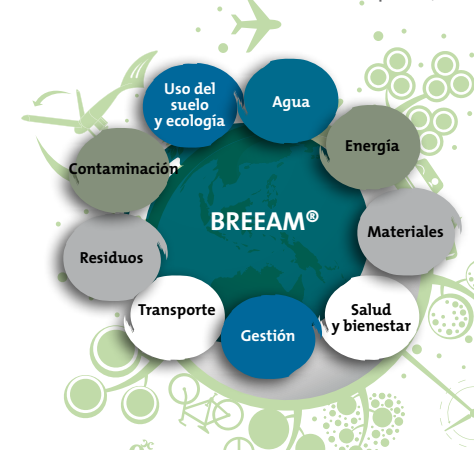 Uso del
suelo
y ecología
Agua
Energía
Contaminación
BREEAM®
Materiales
Residuos
Transporte
Salud
y bienestar
Gestión